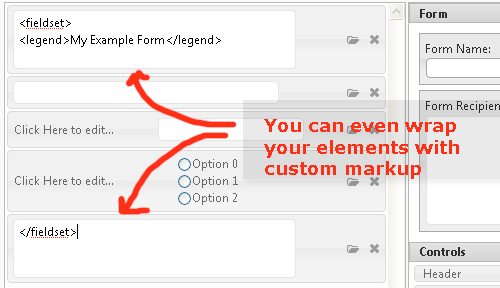 <fieldset>
<legend>My Example Form</legend>
Click Here to edit...
Click Here to edit...
Option 0
Option 1
Option 2
</fieldset>
You can even wrap
your elements with
custom markup
Form
Form Name:
Form Recipien
Controls
Header